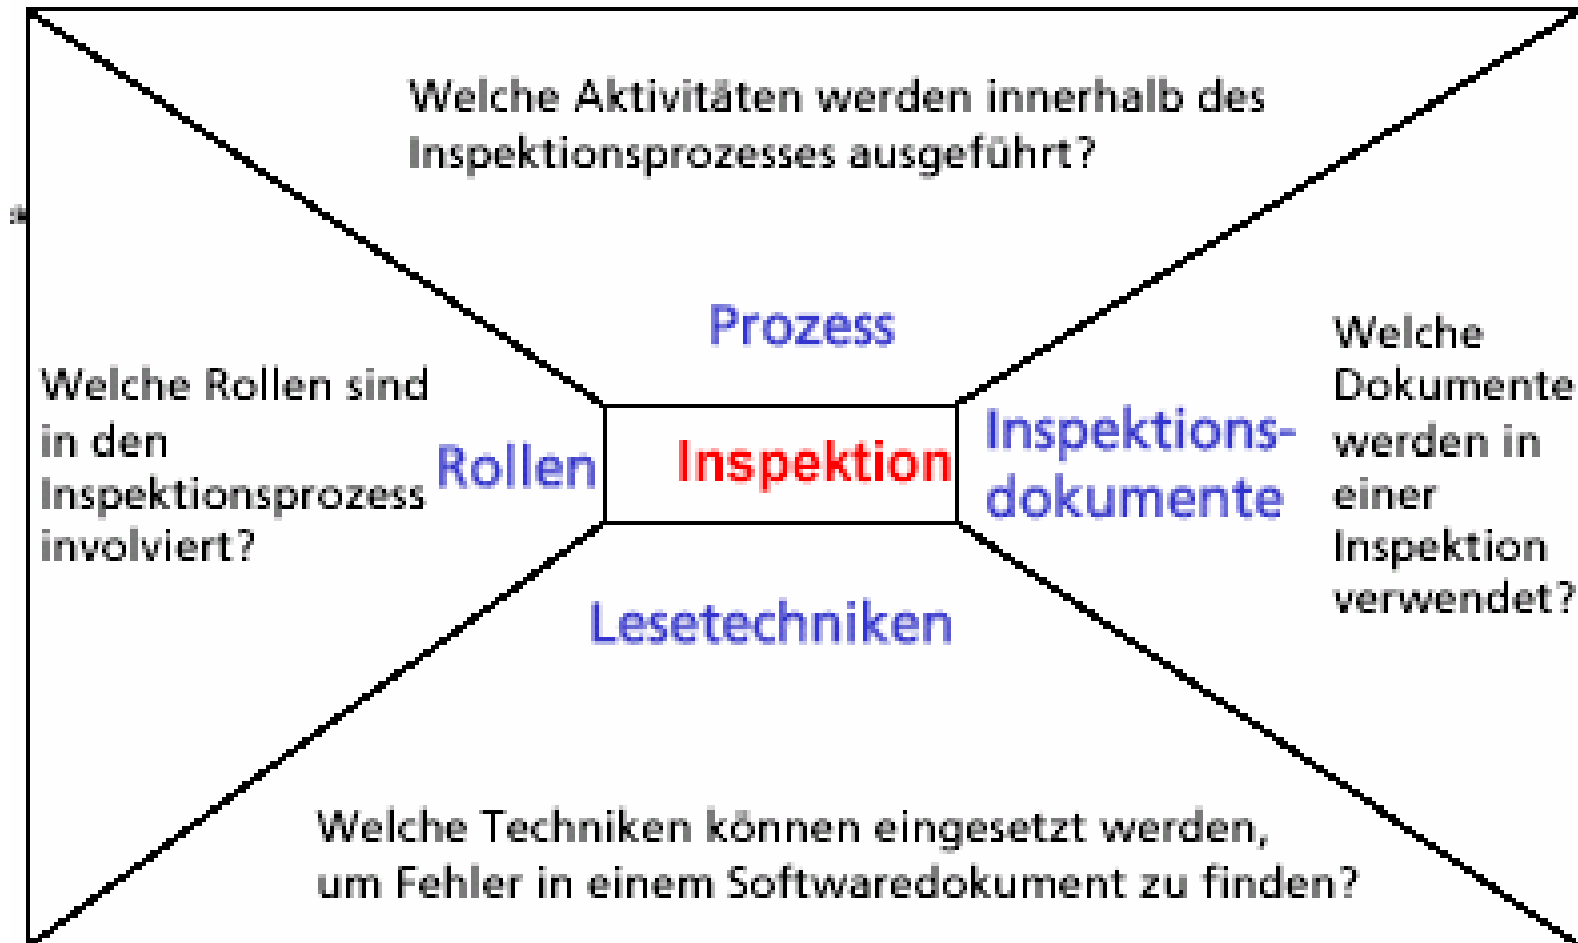 Welche Aktivitäten werden innerhalb des
Inspektionsprozesses ausgeführt?
Prozess
Welche Rollen sind
in den
Inspektionsprozess
involviert?
Rollen
Inspektion
Inspektions-
dokumente
Welche
Dokumente
werden in
einer
Inspektion
verwendet?
Lesetechniken
Welche Techniken können eingesetzt werden,
um Fehler in einem Softwaredokument zu finden?